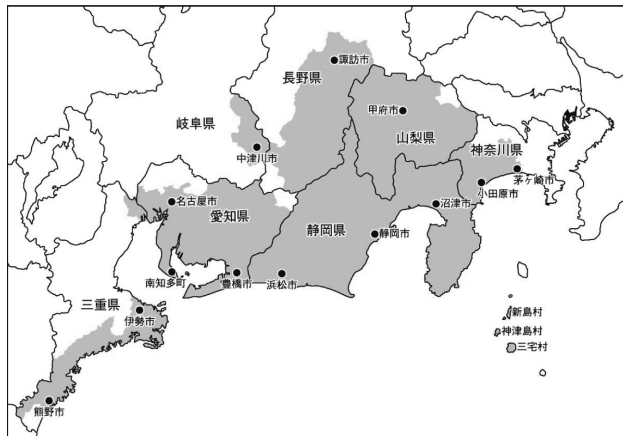 諏訪市
長野県
甲府市
岐阜県
山梨県
神奈川県
中津川市
茅ヶ崎市
小田原市
名古屋市
沼津市
愛知県
静岡県
静岡市
南知多町
豊橋市
浜松市
三重県
伊勢市
新島村
神津島村
三宅村
熊野市